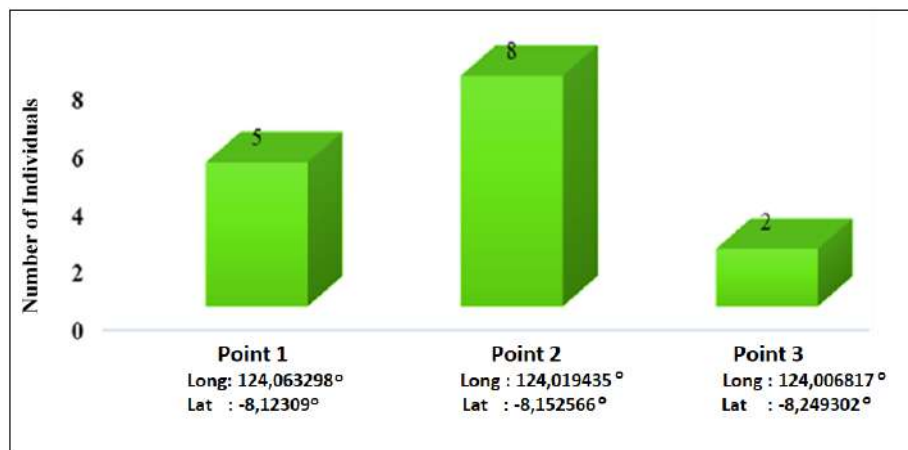 Number of Individuals
8
6
4
2
0
5
8
2
Point 1
Long: 124,063298°
Lat : -8,12309°
Point 2
Long : 124,019435°
Lat : -8,152566°
Point 3
Long : 124,006817°
Lat : -8,249302°